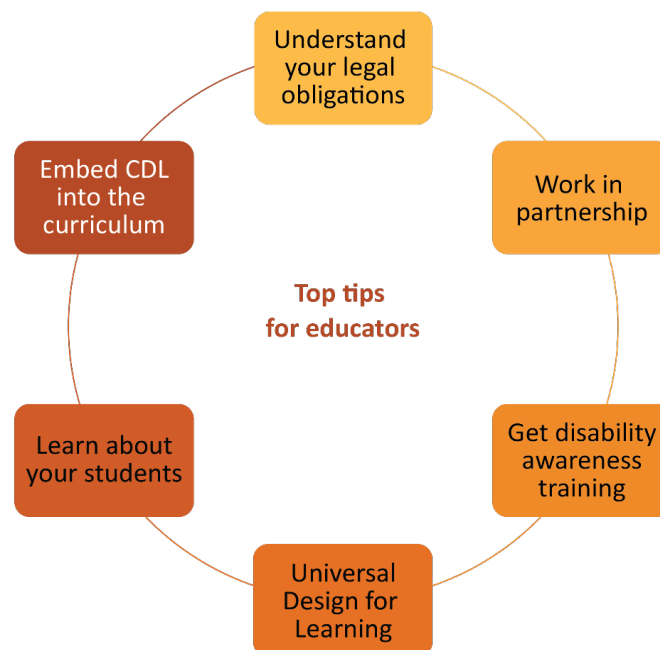 Understand
your legal
obligations
Work in
partnership
Get disability
awareness
training
Universal
Design for
Learning
Learn about
your students
Embed CDL
into the
curriculum
Top tips
for educators